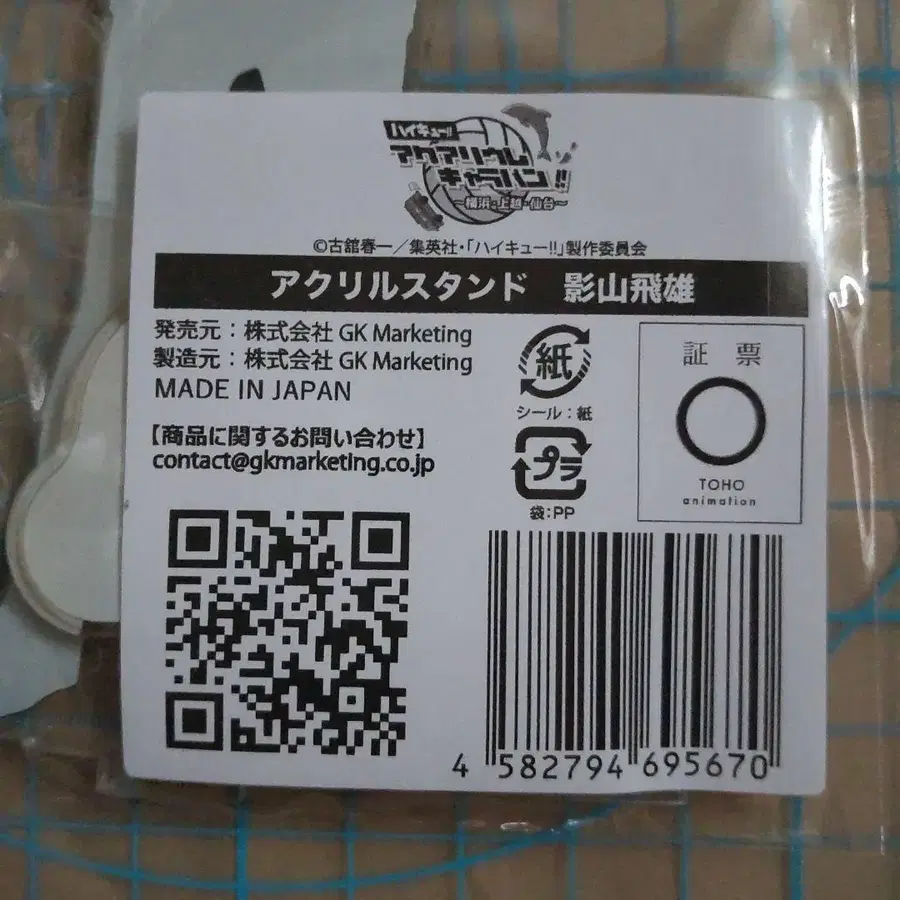 ハイキュー!!
アクアリウム
キャラバン!!
～横浜・上越・仙台～
©古舘春一／集英社・「ハイキュー!!」製作委員会
アクリルスタンド 影山飛雄
発売元：株式会社 GK Marketing
製造元：株式会社 GK Marketing
MADE IN JAPAN
【商品に関するお問い合わせ】
contact@gkmarketing.co.jp
紙
シール：紙
プラ
袋：PP
証 票
TOHO
animation
4 582794 695670